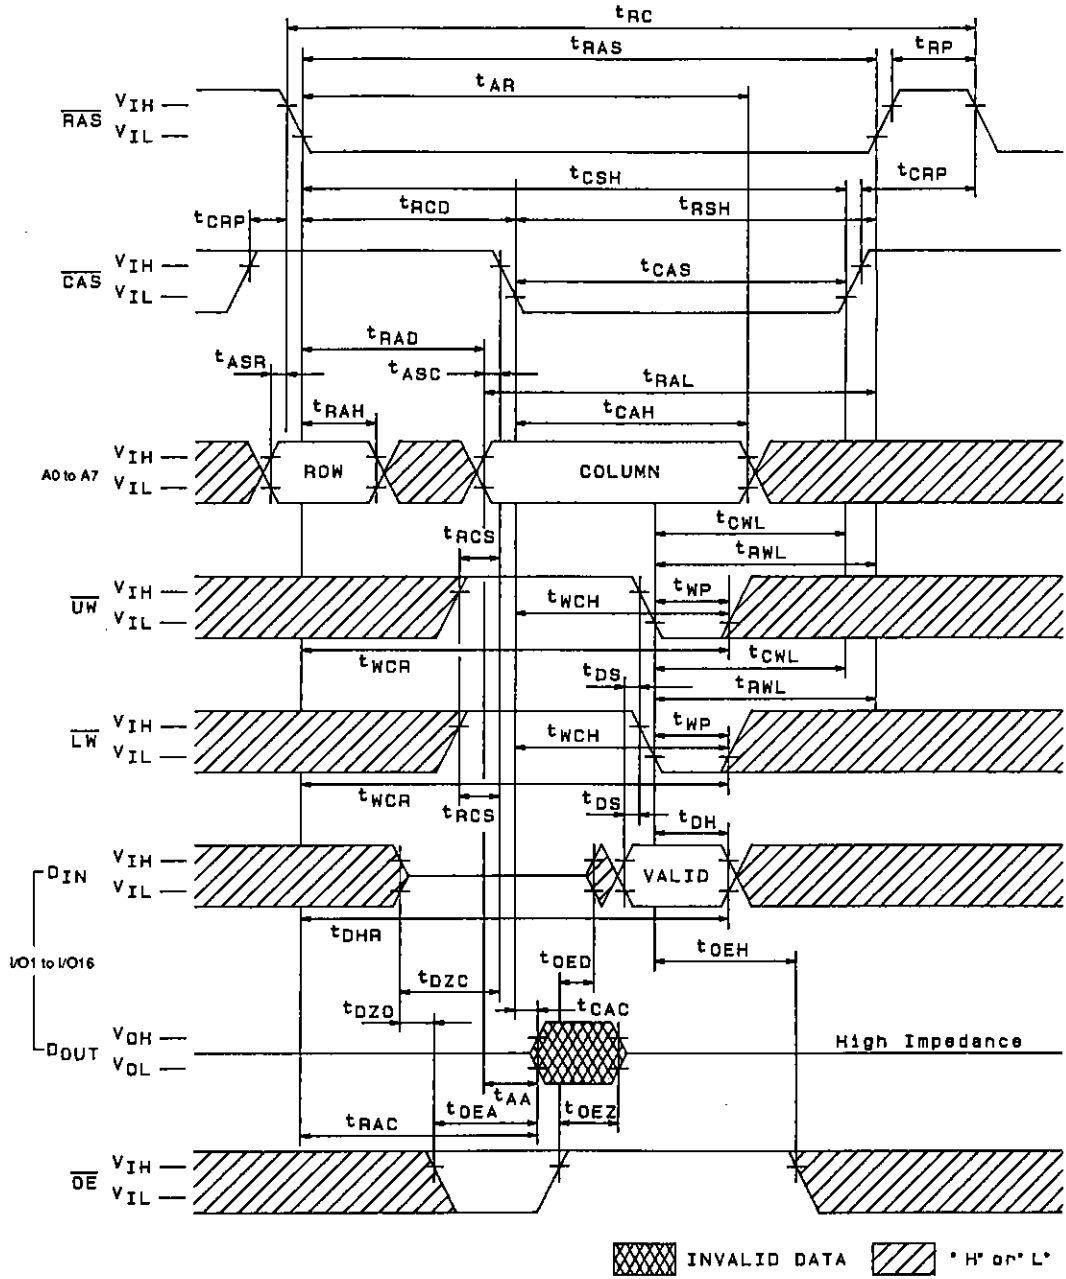 tRC
tRAS
tRP
tAR
RAS VIH
VIL
tCSH
tCRP
tCRP
tRCD
tRSH
CAS VIH
VIL
tCAS
tRAD
tASR
tASC
tRAL
tRAH
tCAH
A0 to A7 VIH
VIL
ROW
COLUMN
tRCS
tCWL
tRWL
UW VIH
VIL
tWCH
tWP
tWCR
tCWL
tDS
tRWL
LW VIH
VIL
tWCH
tWP
tWCR
tRCS
tDS
tDH
DIN VIH
VIL
VALID
tDHR
tOEH
I/O1 to I/O16
tOED
tDZC
tDZO
tCAC
DOUT VOH
VOL
High Impedance
tAA
tOEA
tOEZ
tRAC
OE VIH
VIL
INVALID DATA
"H" or "L"